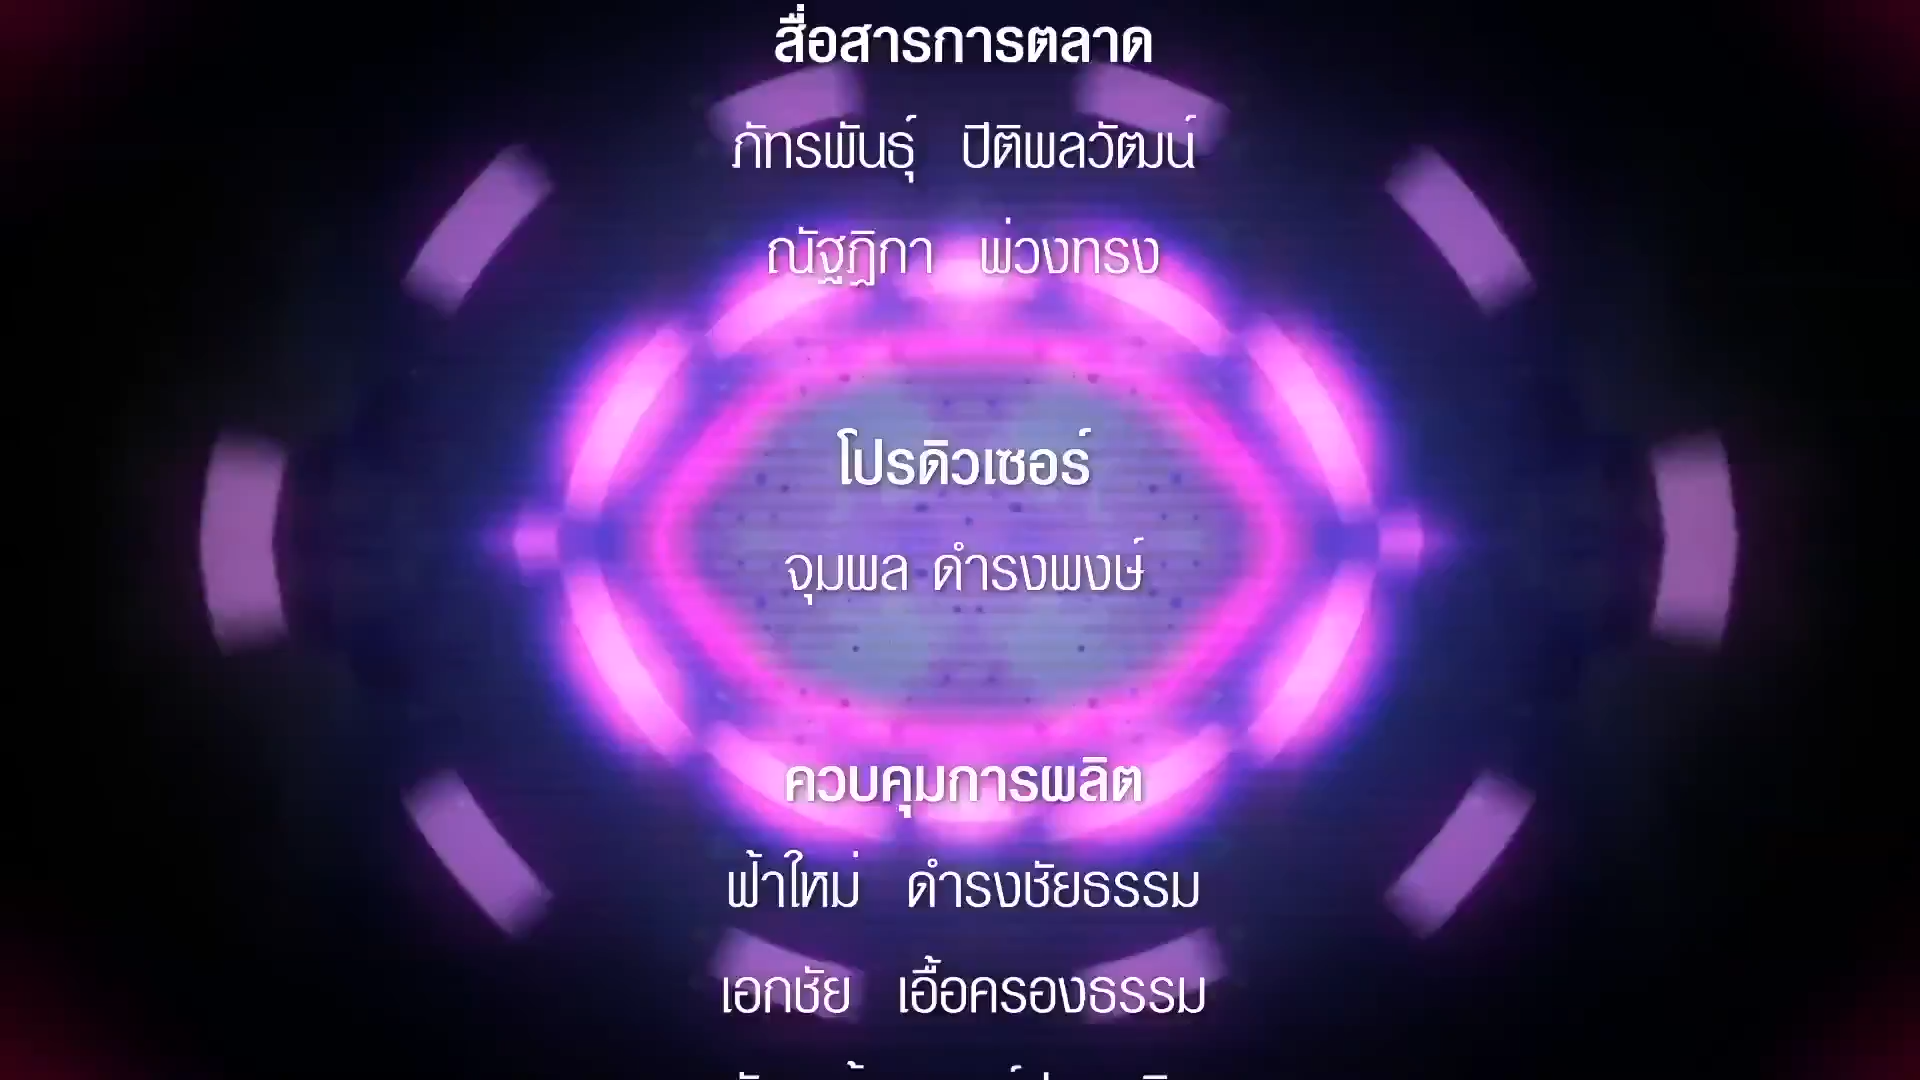 สื่อสารการตลาด
ภัทรพันธุ์ ปิติพลวัฒน์
ณัฐฏิกา พ่วงทรง
โปรดิวเซอร์
จุมพล ดำรงพงษ์
ควบคุมการผลิต
ฟ้าใหม่ ดำรงชัยธรรม
เอกชัย เอื้อครองธรรม